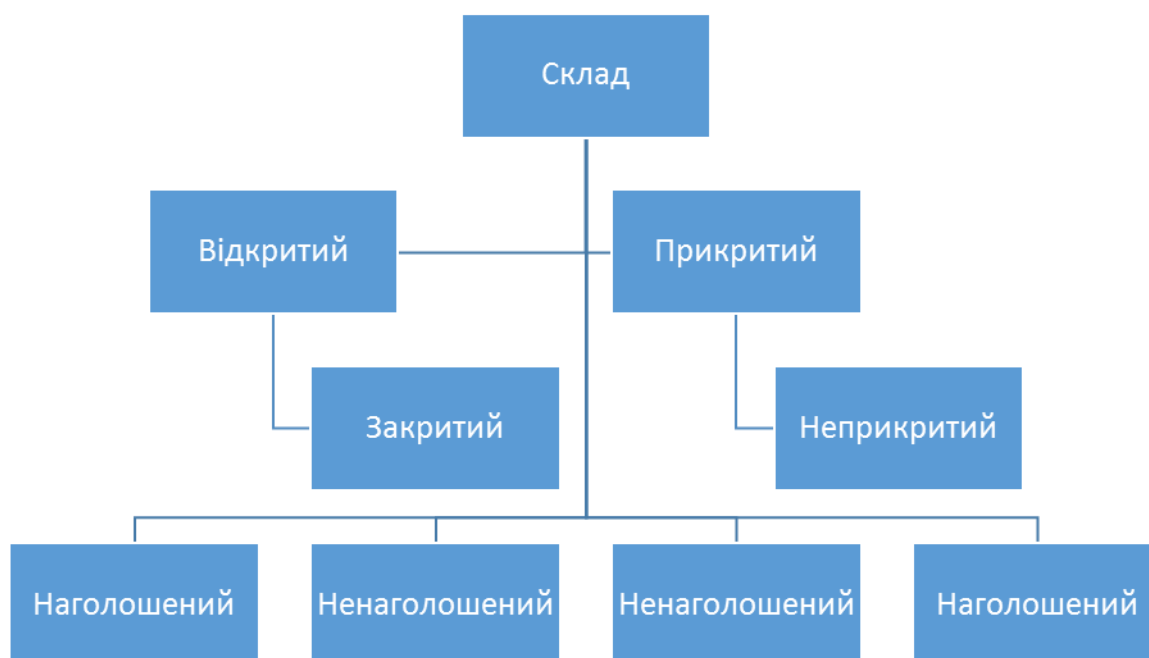 Склад
Відкритий
Прикритий
Закритий
Неприкритий
Наголошений
Ненаголошений
Ненаголошений
Наголошений